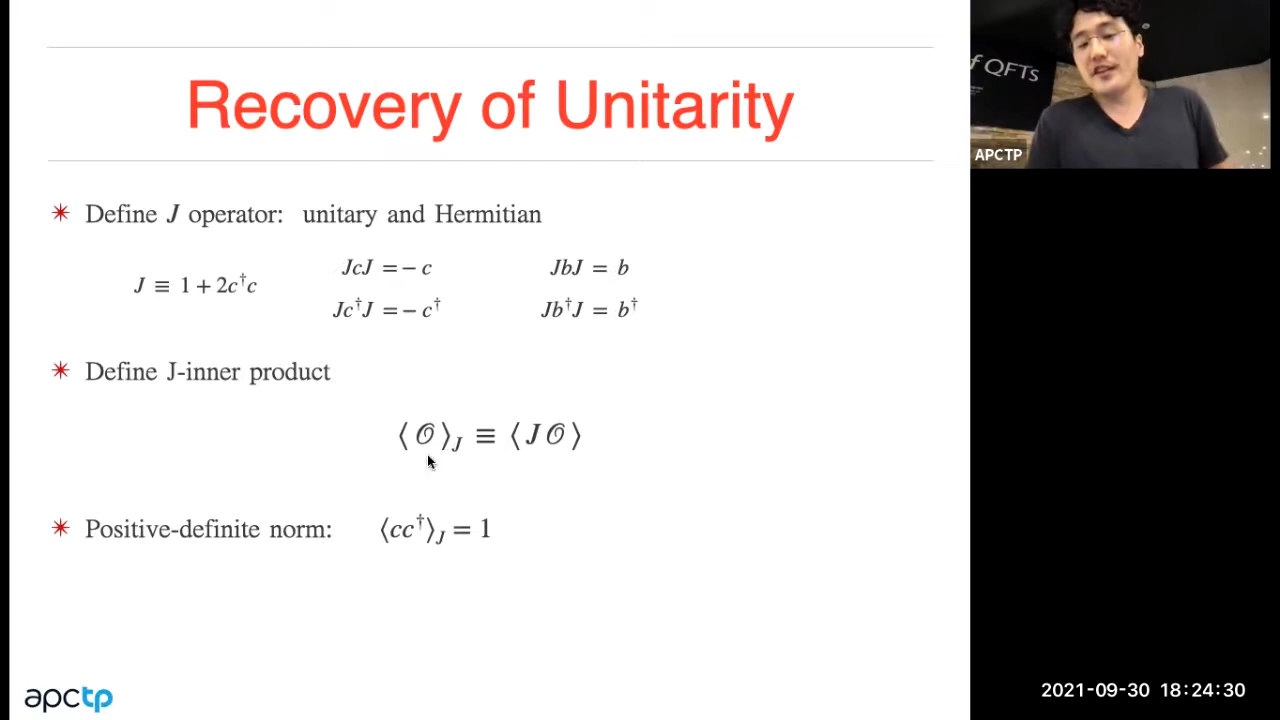 Recovery of Unitarity
✴ Define J operator: unitary and Hermitian
J ≡ 1 + 2c†c
JcJ = − c
JbJ = b
Jc†J = − c†
Jb†J = b†
✴ Define J-inner product
⟨ 𝒪 ⟩J ≡ ⟨ J 𝒪 ⟩
✴ Positive-definite norm: ⟨cc†⟩J = 1
apctp
f QFTs
APCTP
2021-09-30 18:24:30